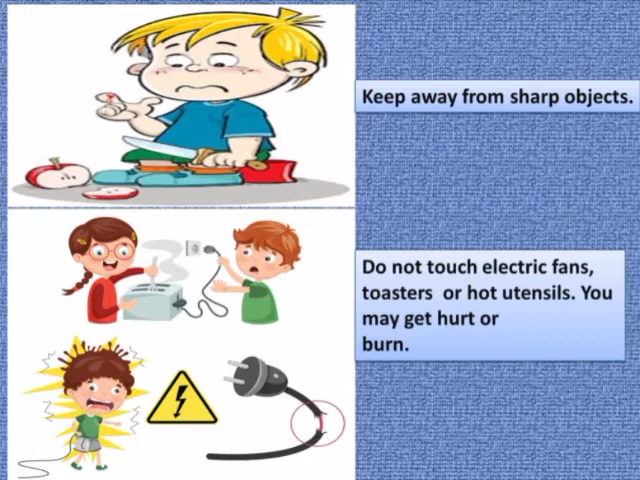 Keep away from sharp objects.
Do not touch electric fans,
toasters or hot utensils. You
may get hurt or
burn.